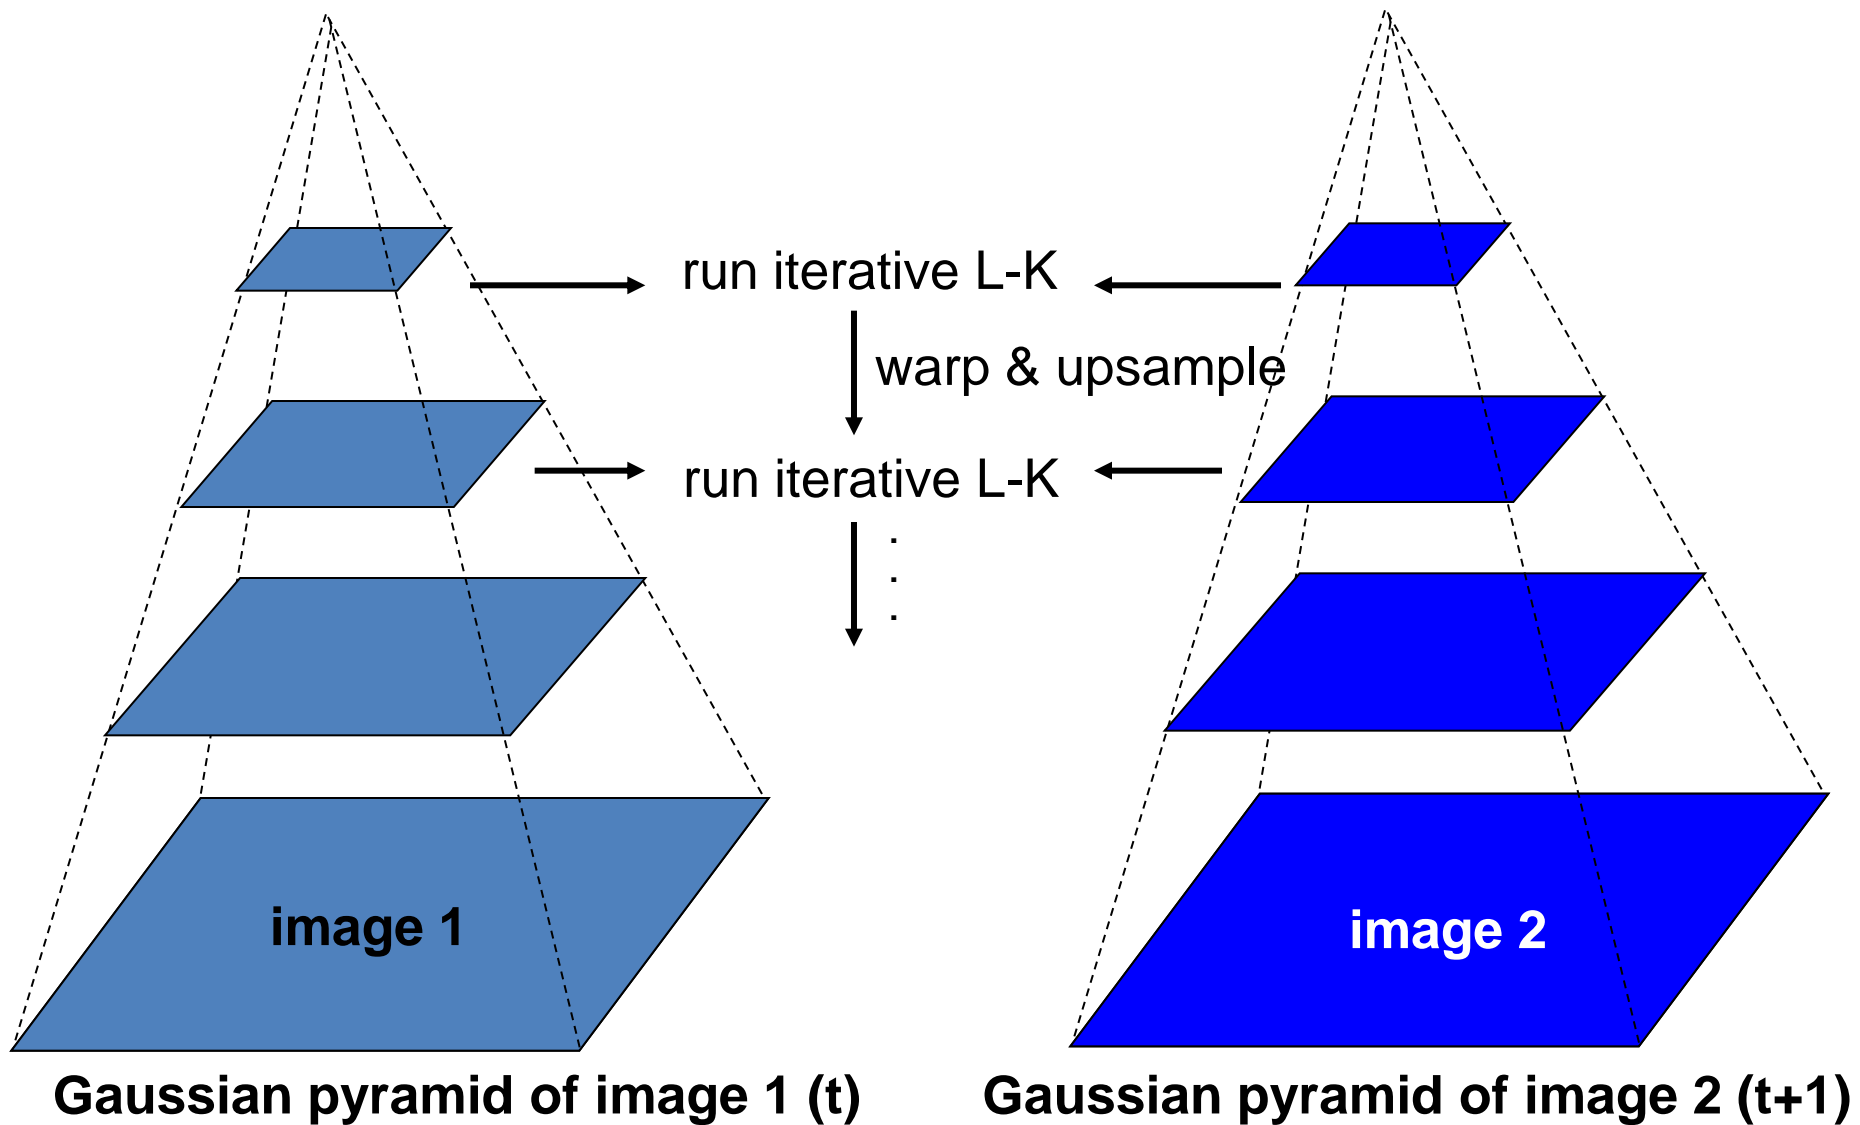 run iterative L-K
warp & upsample
run iterative L-K
.
.
.
image 1
image 2
Gaussian pyramid of image 1 (t)
Gaussian pyramid of image 2 (t+1)